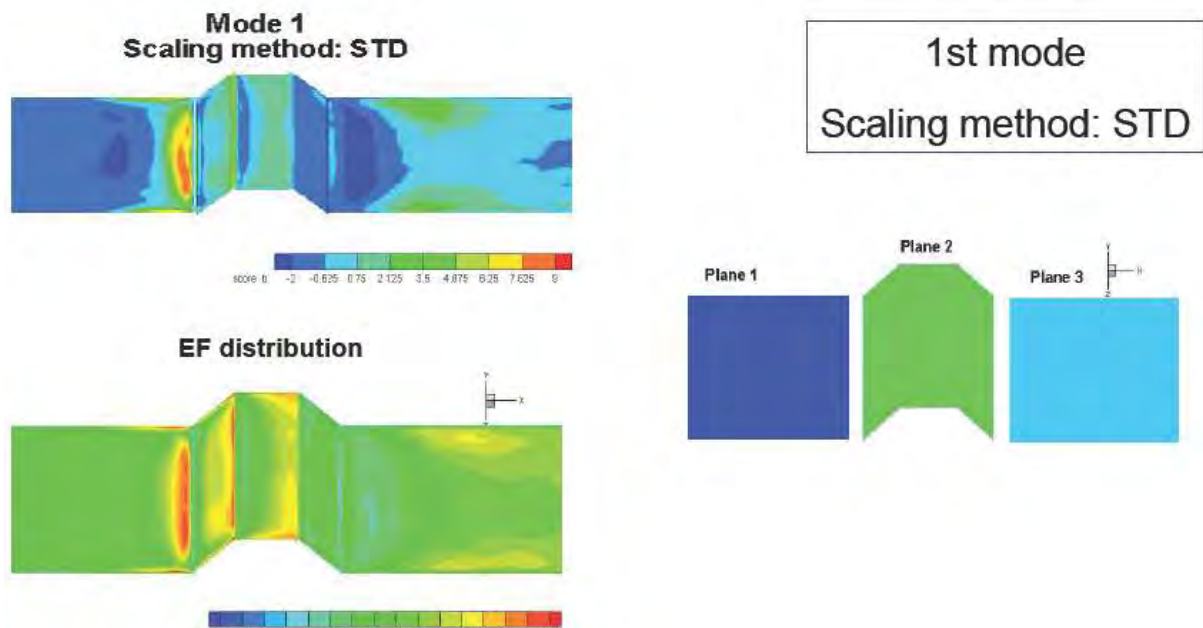 Mode 1
Scaling method: STD
score b -2 -0.625 0.75 2.125 3.5 4.875 6.25 7.625 9
EF distribution
Y
X
1st mode
Scaling method: STD
Plane 1
Plane 2
Plane 3
Y
X
Z